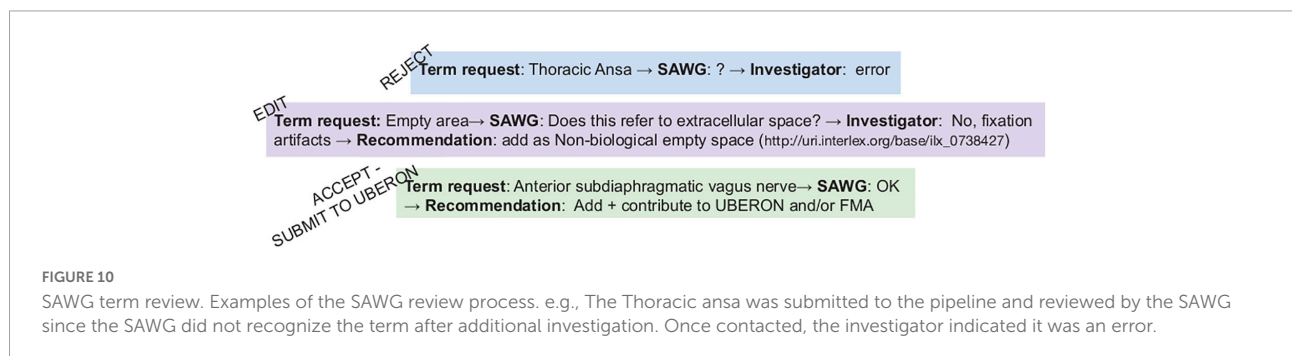 REJECT
Term request: Thoracic Ansa → SAWG: ? → Investigator: error
EDIT
Term request: Empty area→ SAWG: Does this refer to extracellular space? → Investigator: No, fixation
artifacts → Recommendation: add as Non-biological empty space (http://uri.interlex.org/base/ilx_0738427)
ACCEPT -
SUBMIT TO UBERON
Term request: Anterior subdiaphragmatic vagus nerve→ SAWG: OK
→ Recommendation: Add + contribute to UBERON and/or FMA
FIGURE 10
SAWG term review. Examples of the SAWG review process. e.g., The Thoracic ansa was submitted to the pipeline and reviewed by the SAWG
since the SAWG did not recognize the term after additional investigation. Once contacted, the investigator indicated it was an error.